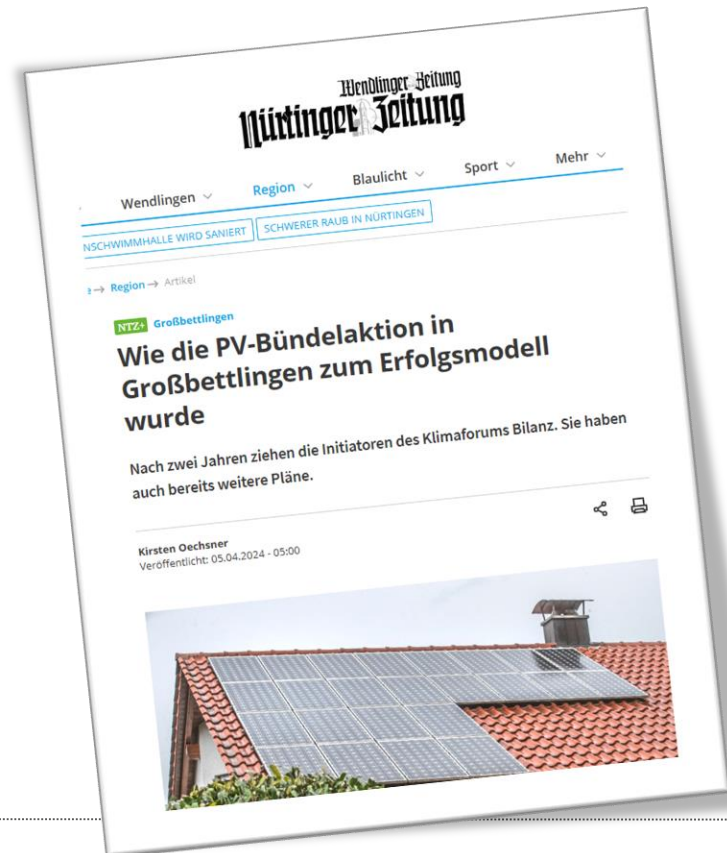 Wendlinger Zeitung
Nürtinger Zeitung
Wendlingen Region Blaulicht Sport Mehr
NSCHWIMMHALLE WIRD SANIERT SCHWERER RAUB IN NÜRTINGEN
e → Region → Artikel
NTZ+ Großbettlingen
Wie die PV-Bündelaktion in
Großbettlingen zum Erfolgsmodell
wurde
Nach zwei Jahren ziehen die Initiatoren des Klimaforums Bilanz. Sie haben
auch bereits weitere Pläne.
Kirsten Oechsner
Veröffentlicht: 05.04.2024 - 05:00